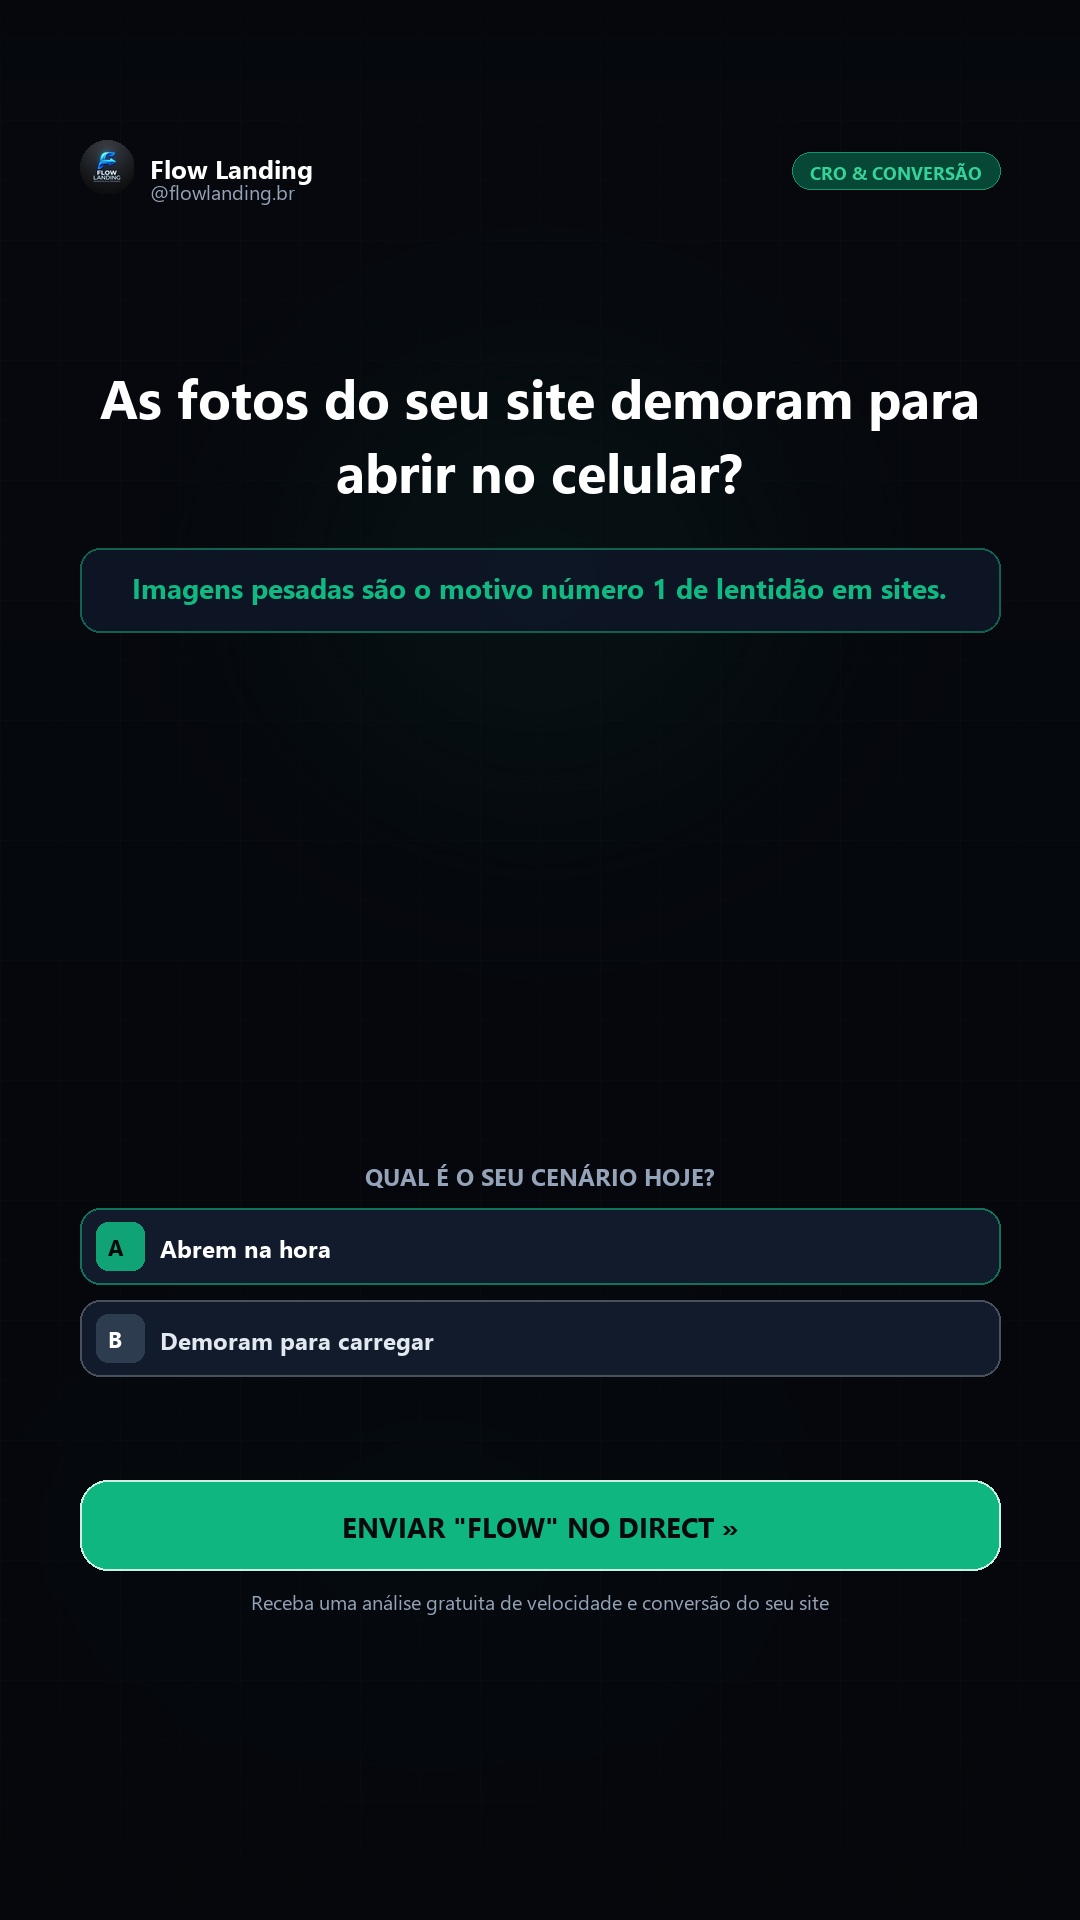 FLOW
LANDING
Flow Landing
@flowlanding.br
CRO & CONVERSÃO
As fotos do seu site demoram para
abrir no celular?
Imagens pesadas são o motivo número 1 de lentidão em sites.
QUAL É O SEU CENÁRIO HOJE?
A Abrem na hora
B Demoram para carregar
ENVIAR "FLOW" NO DIRECT »
Receba uma análise gratuita de velocidade e conversão do seu site